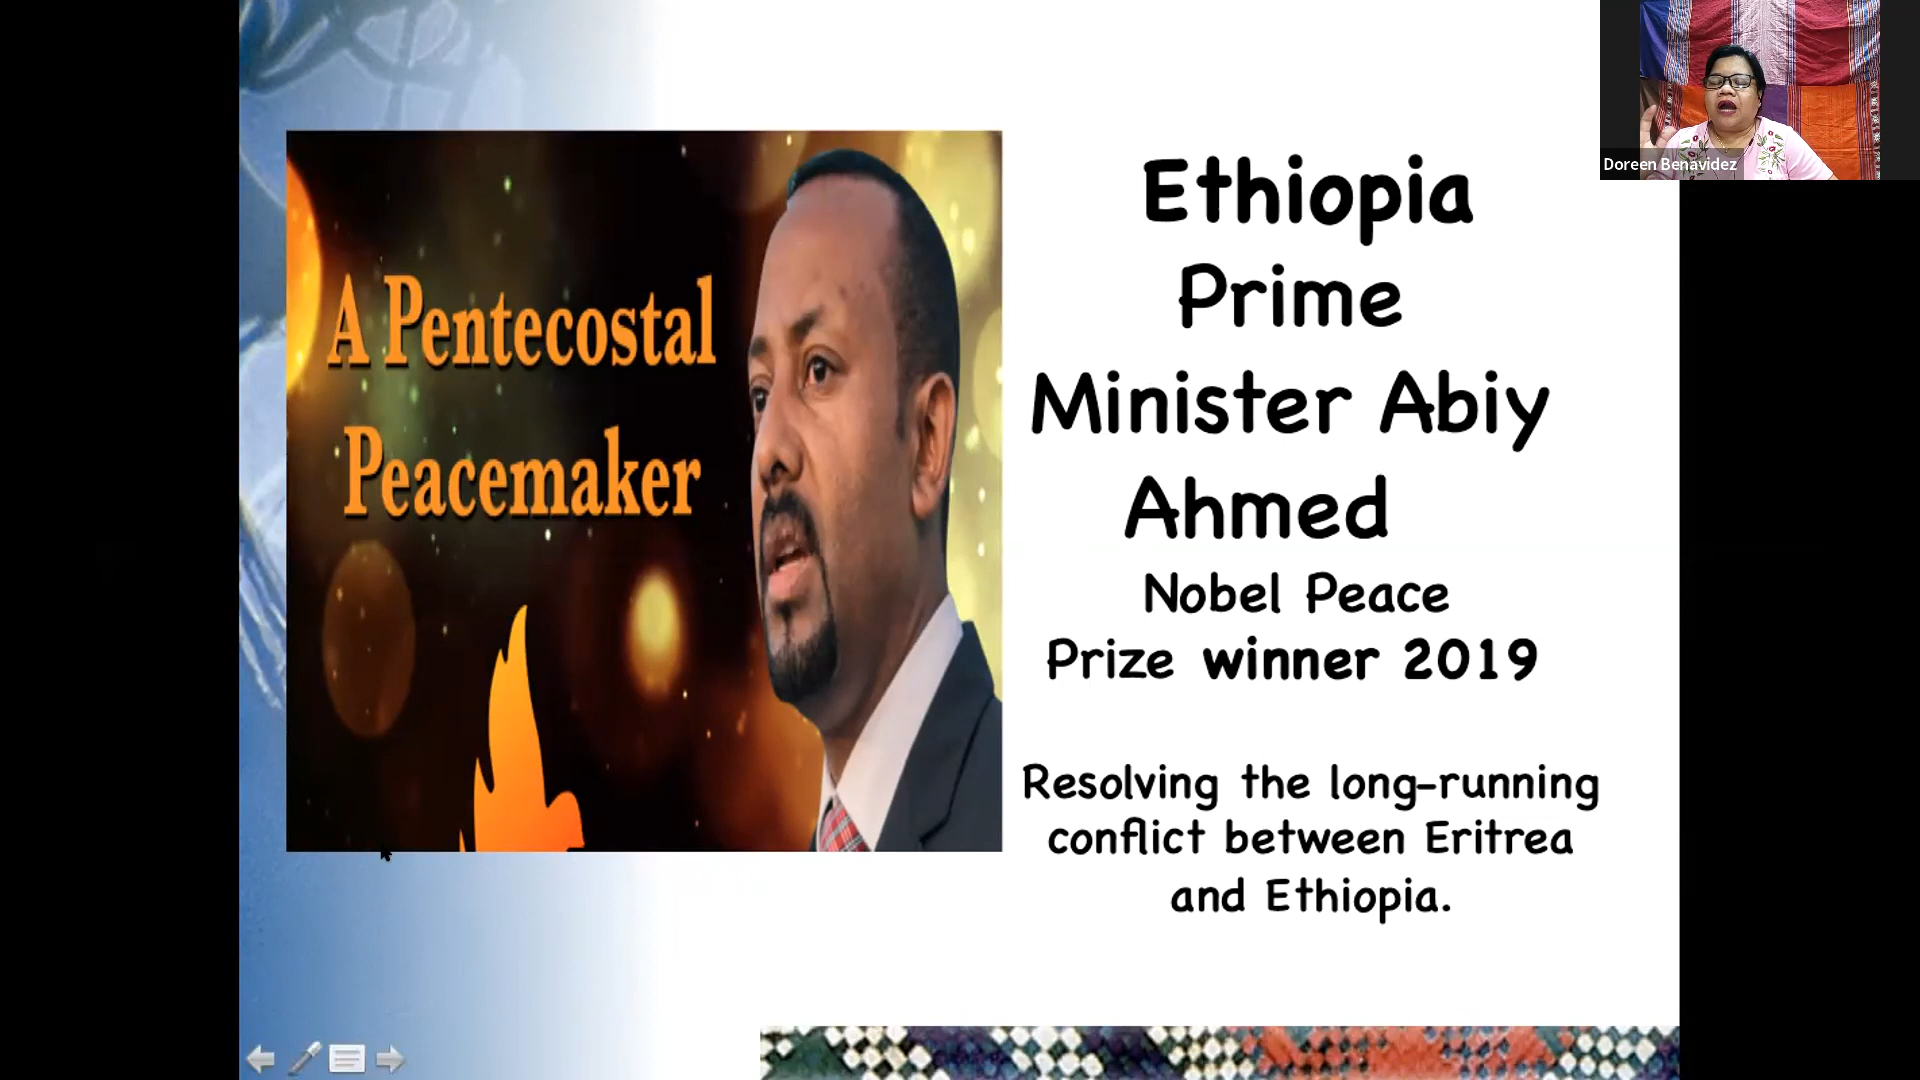 A Pentecostal
Peacemaker
Ethiopia
Prime
Minister Abiy
Ahmed
Nobel Peace
Prize winner 2019
Resolving the long-running
conflict between Eritrea
and Ethiopia.
Doreen Benavidez